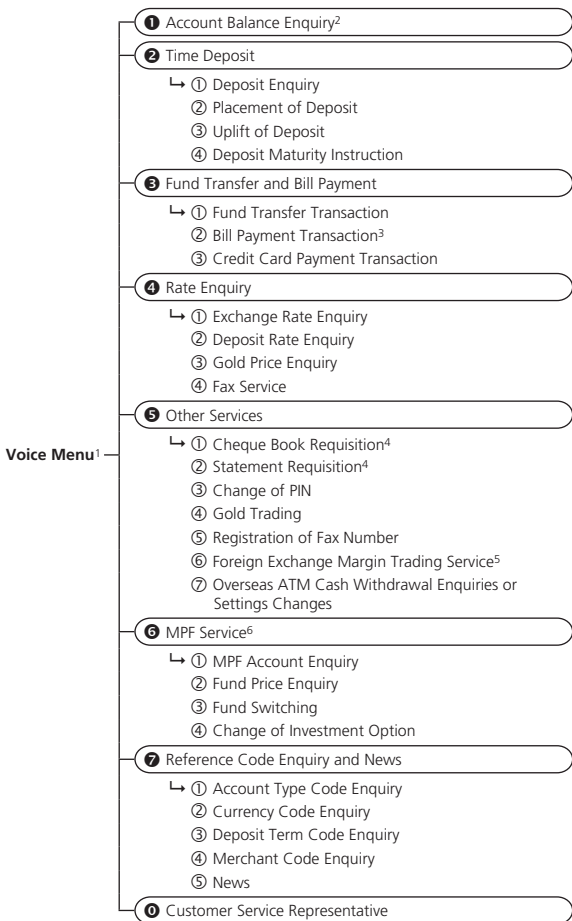 ❶ Account Balance Enquiry²
❷ Time Deposit
↳ ① Deposit Enquiry
② Placement of Deposit
③ Uplift of Deposit
④ Deposit Maturity Instruction
❸ Fund Transfer and Bill Payment
↳ ① Fund Transfer Transaction
② Bill Payment Transaction³
③ Credit Card Payment Transaction
❹ Rate Enquiry
↳ ① Exchange Rate Enquiry
② Deposit Rate Enquiry
③ Gold Price Enquiry
④ Fax Service
❺ Other Services
Voice Menu¹
↳ ① Cheque Book Requisition⁴
② Statement Requisition⁴
③ Change of PIN
④ Gold Trading
⑤ Registration of Fax Number
⑥ Foreign Exchange Margin Trading Service⁵
⑦ Overseas ATM Cash Withdrawal Enquiries or
Settings Changes
❻ MPF Service⁶
↳ ① MPF Account Enquiry
② Fund Price Enquiry
③ Fund Switching
④ Change of Investment Option
❼ Reference Code Enquiry and News
↳ ① Account Type Code Enquiry
② Currency Code Enquiry
③ Deposit Term Code Enquiry
④ Merchant Code Enquiry
⑤ News
⓿ Customer Service Representative